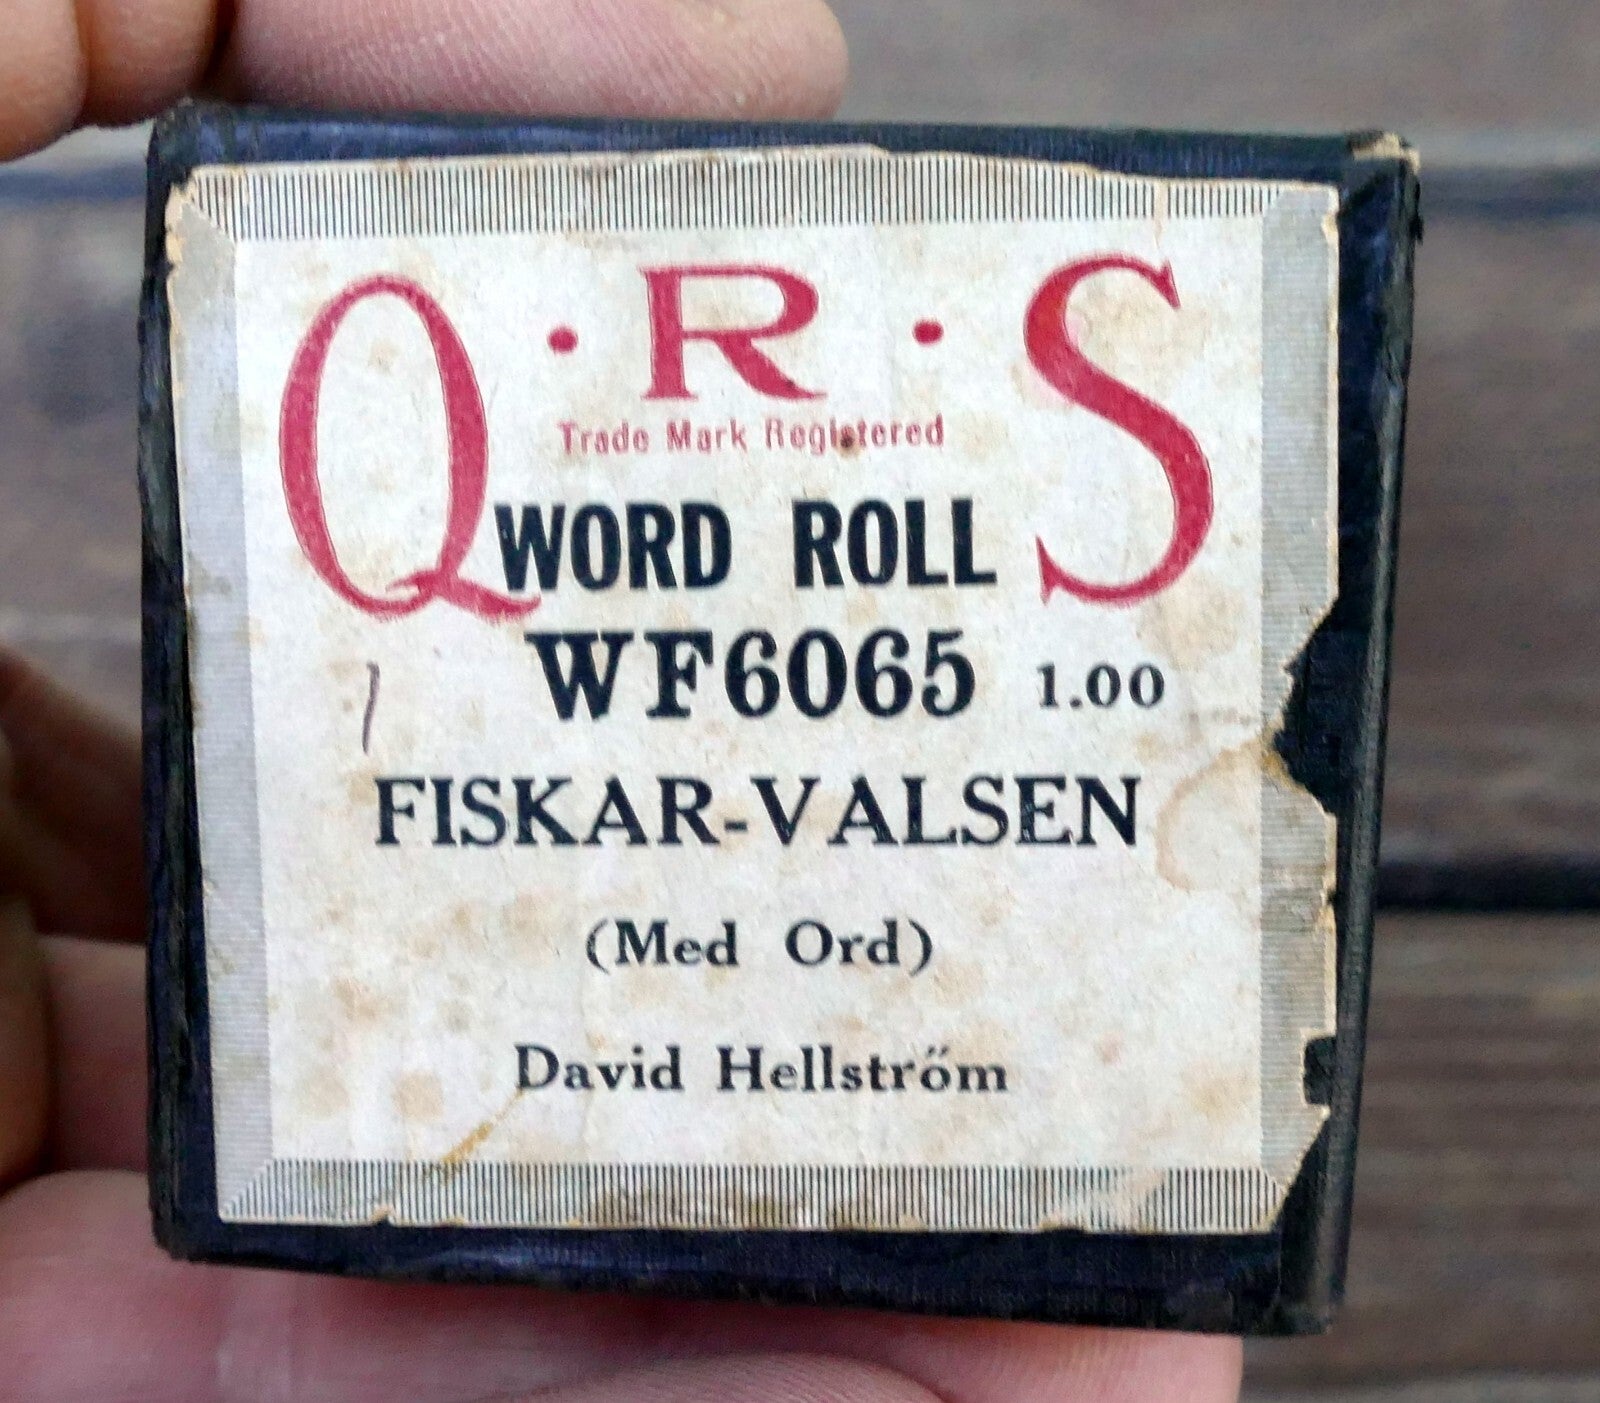 Q·R·S
Trade Mark Registered
WORD ROLL
WF6065 1.00
FISKAR-VALSEN
(Med Ord)
David Hellström